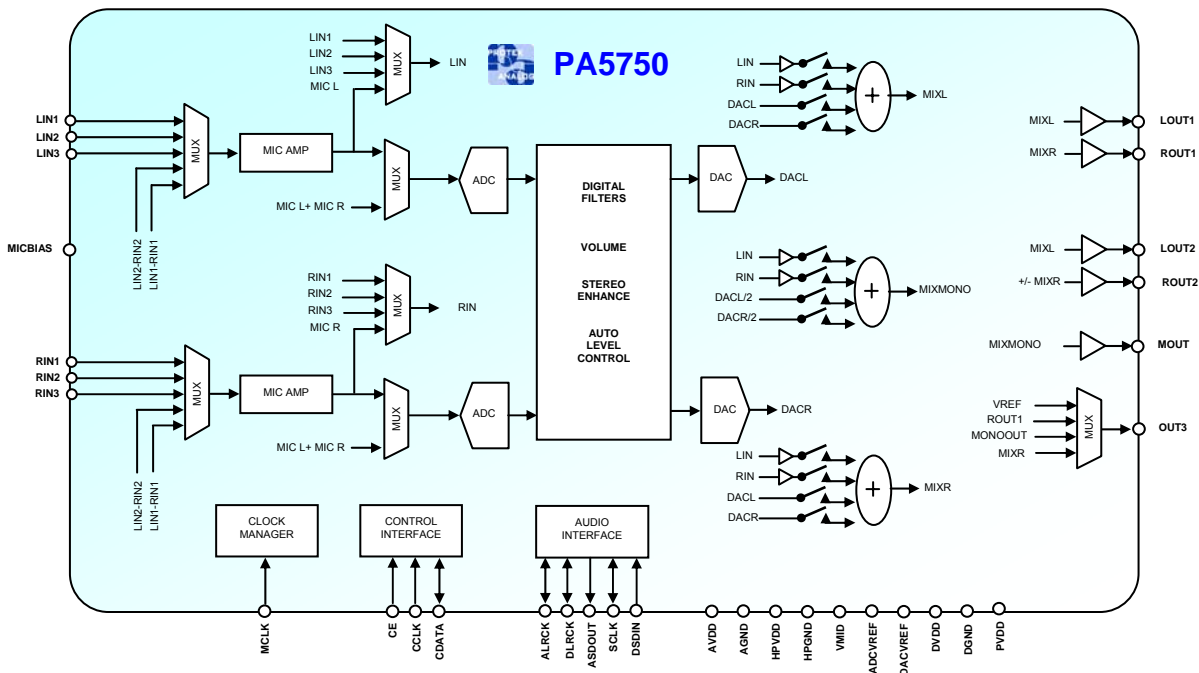 PROTEK
ANALOG
PA5750
LIN1
LIN2
LIN3
MIC L
MUX
LIN
LIN1
LIN2
LIN3
MUX
MIC AMP
MUX
ADC
MIC L+ MIC R
LIN2-RIN2
LIN1-RIN1
MICBIAS
RIN1
RIN2
RIN3
MIC R
MUX
RIN
RIN1
RIN2
RIN3
MUX
MIC AMP
MUX
ADC
MIC L+ MIC R
LIN2-RIN2
LIN1-RIN1
DIGITAL
FILTERS
VOLUME
STEREO
ENHANCE
AUTO
LEVEL
CONTROL
DAC
DACL
DAC
DACR
LIN
RIN
DACL
DACR
+
MIXL
LIN
RIN
DACL/2
DACR/2
+
MIXMONO
LIN
RIN
DACL
DACR
+
MIXR
MIXL
LOUT1
MIXR
ROUT1
MIXL
LOUT2
+/- MIXR
ROUT2
MIXMONO
MOUT
VREF
ROUT1
MONOOUT
MIXR
MUX
OUT3
CLOCK
MANAGER
CONTROL
INTERFACE
AUDIO
INTERFACE
MCLK
CE
CCLK
CDATA
ALRCK
DLRCK
ASDOUT
SCLK
DSDIN
AVDD
AGND
HPVDD
HPGND
VMID
ADCVREF
DACVREF
DVDD
DGND
PVDD